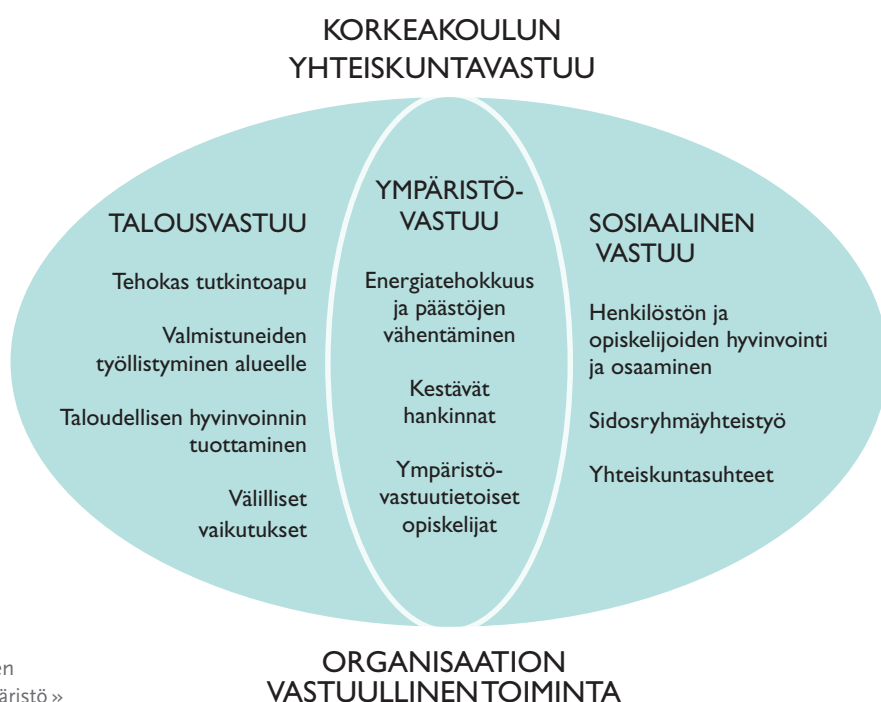 KORKEAKOULUN
YHTEISKUNTAVASTUU
TALOUSVASTUU
Tehokas tutkintoapu
Valmistuneiden
työllistyminen alueelle
Taloudellisen hyvinvoinnin
tuottaminen
Välilliset
vaikutukset
YMPÄRISTÖ-
VASTUU
Energiatehokkuus
ja päästöjen
vähentäminen
Kestävät
hankinnat
Ympäristö-
vastuutietoiset
opiskelijat
SOSIAALINEN
VASTUU
Henkilöstön ja
opiskelijoiden hyvinvointi
ja osaaminen
Sidosryhmäyhteistyö
Yhteiskuntasuhteet
ORGANISAATION
VASTUULLINEN TOIMINTA